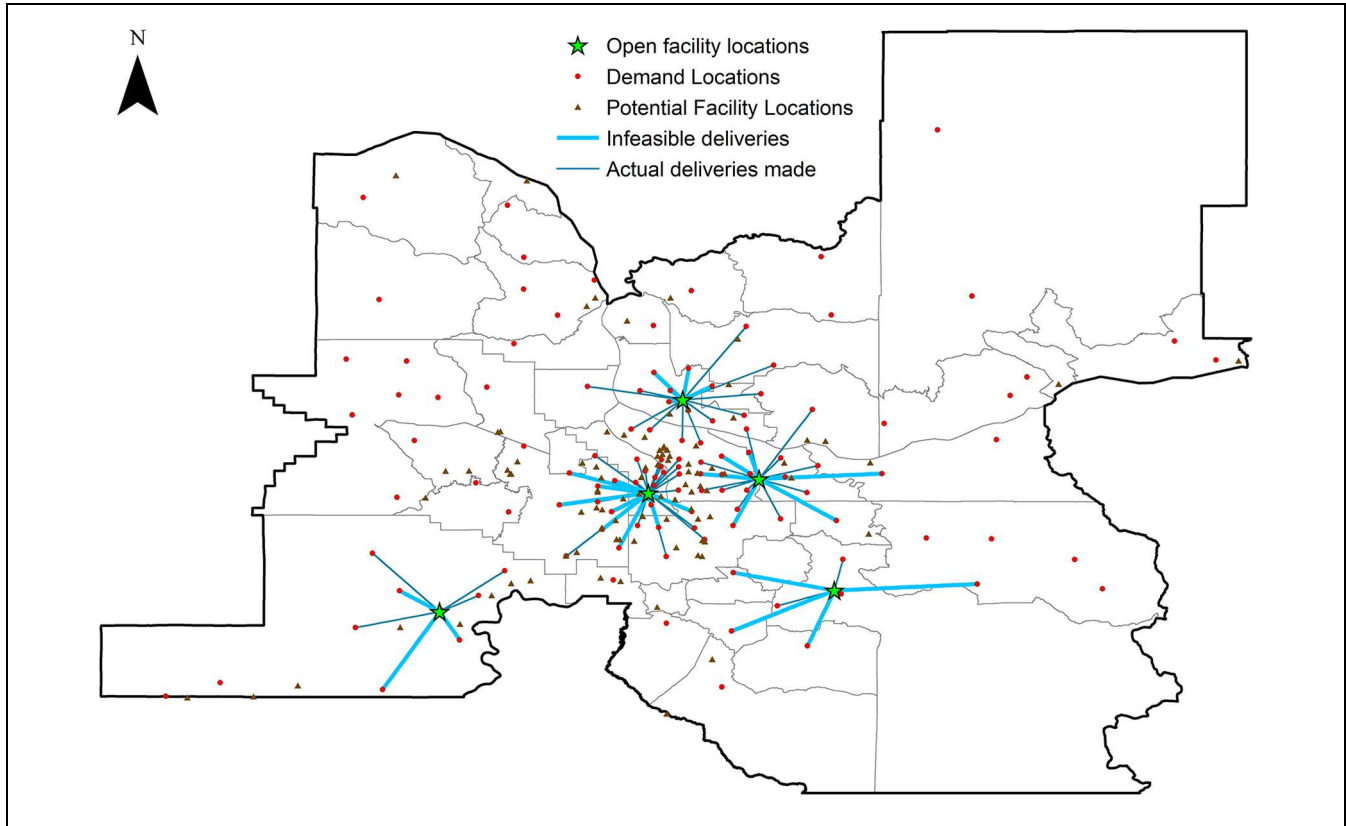 N
Open facility locations
Demand Locations
Potential Facility Locations
Infeasible deliveries
Actual deliveries made